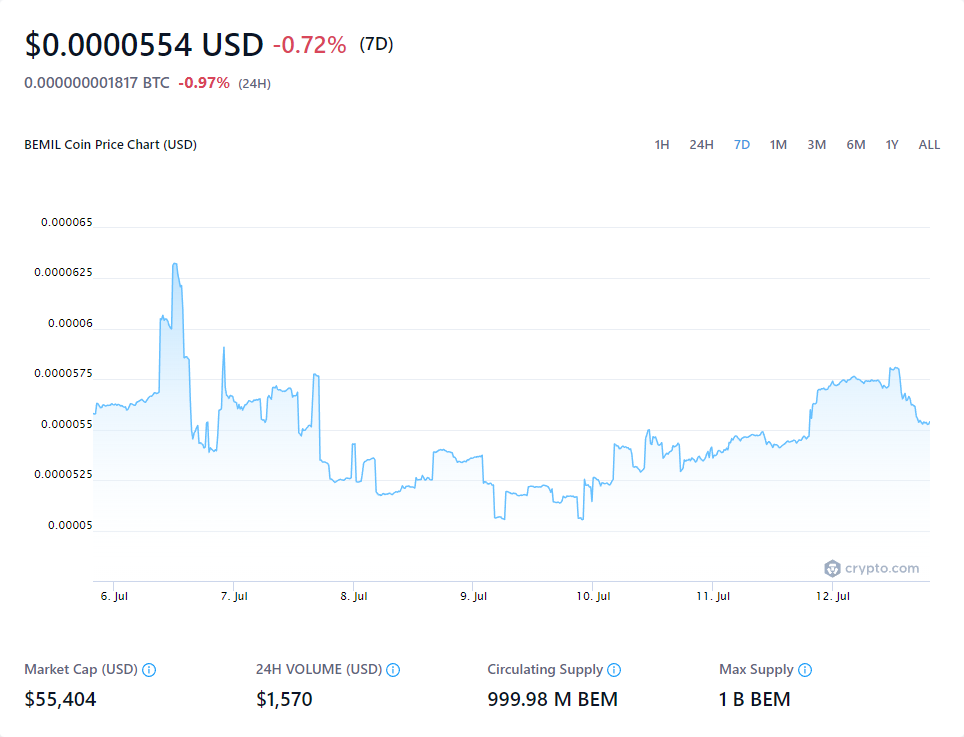 $0.0000554 USD -0.72% (7D)
0.000000001817 BTC -0.97% (24H)
BEMIL Coin Price Chart (USD)
1H 24H 7D 1M 3M 6M 1Y ALL
0.000065
0.0000625
0.00006
0.0000575
0.000055
0.0000525
0.00005
crypto.com
6. Jul 7. Jul 8. Jul 9. Jul 10. Jul 11. Jul 12. Jul
Market Cap (USD) 24H VOLUME (USD) Circulating Supply Max Supply
$55,404 $1,570 999.98 M BEM 1 B BEM